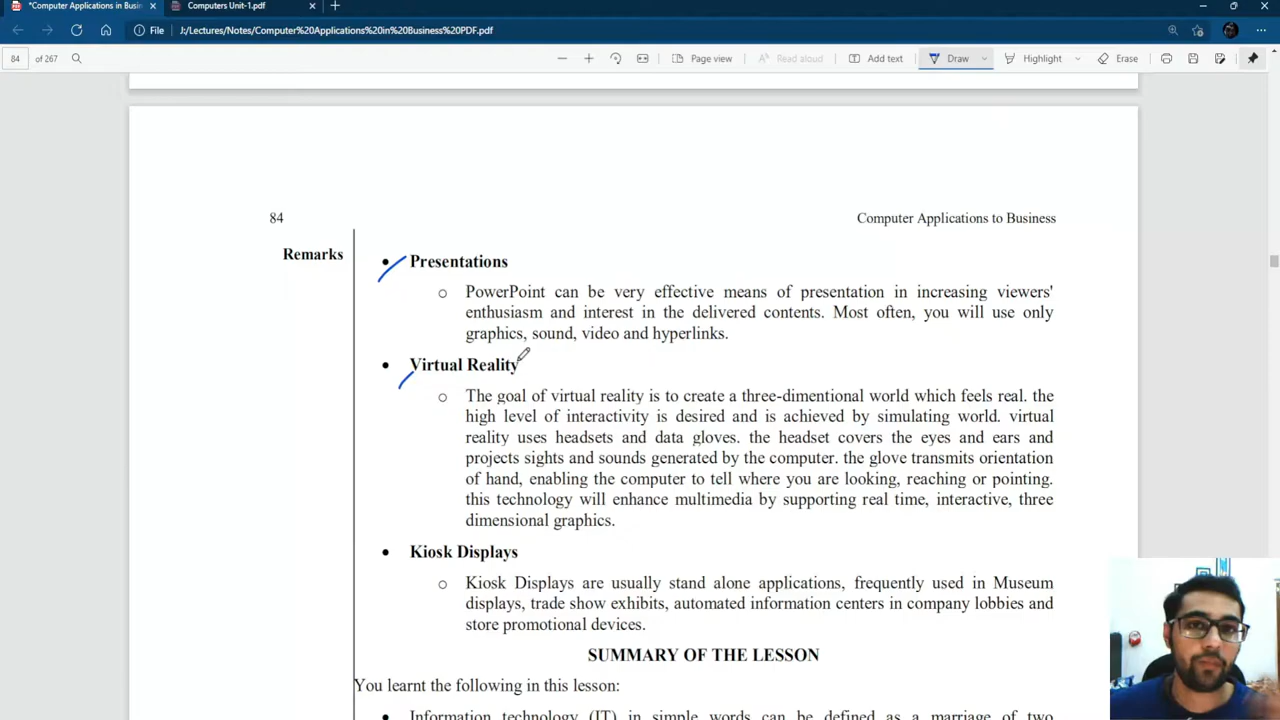 *Computer Applications in Busin
Computers Unit-1.pdf
File J:/Lectures/Notes/Computer%20Applications%20in%20Business%20PDF.pdf
84 of 267 Page view Read aloud Add text Draw Highlight Erase
84 Computer Applications to Business
Remarks
• Presentations
o PowerPoint can be very effective means of presentation in increasing viewers'
enthusiasm and interest in the delivered contents. Most often, you will use only
graphics, sound, video and hyperlinks.
• Virtual Reality
o The goal of virtual reality is to create a three-dimentional world which feels real. the
high level of interactivity is desired and is achieved by simulating world. virtual
reality uses headsets and data gloves. the headset covers the eyes and ears and
projects sights and sounds generated by the computer. the glove transmits orientation
of hand, enabling the computer to tell where you are looking, reaching or pointing.
this technology will enhance multimedia by supporting real time, interactive, three
dimensional graphics.
• Kiosk Displays
o Kiosk Displays are usually stand alone applications, frequently used in Museum
displays, trade show exhibits, automated information centers in company lobbies and
store promotional devices.
SUMMARY OF THE LESSON
You learnt the following in this lesson:
• Information technology (IT) in simple words can be defined as a marriage of two